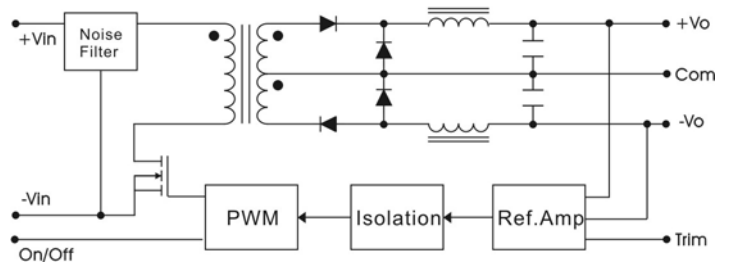 +Vin
Noise
Filter
+Vo
Com
-Vo
-Vin
PWM
Isolation
Ref.Amp
On/Off
Trim